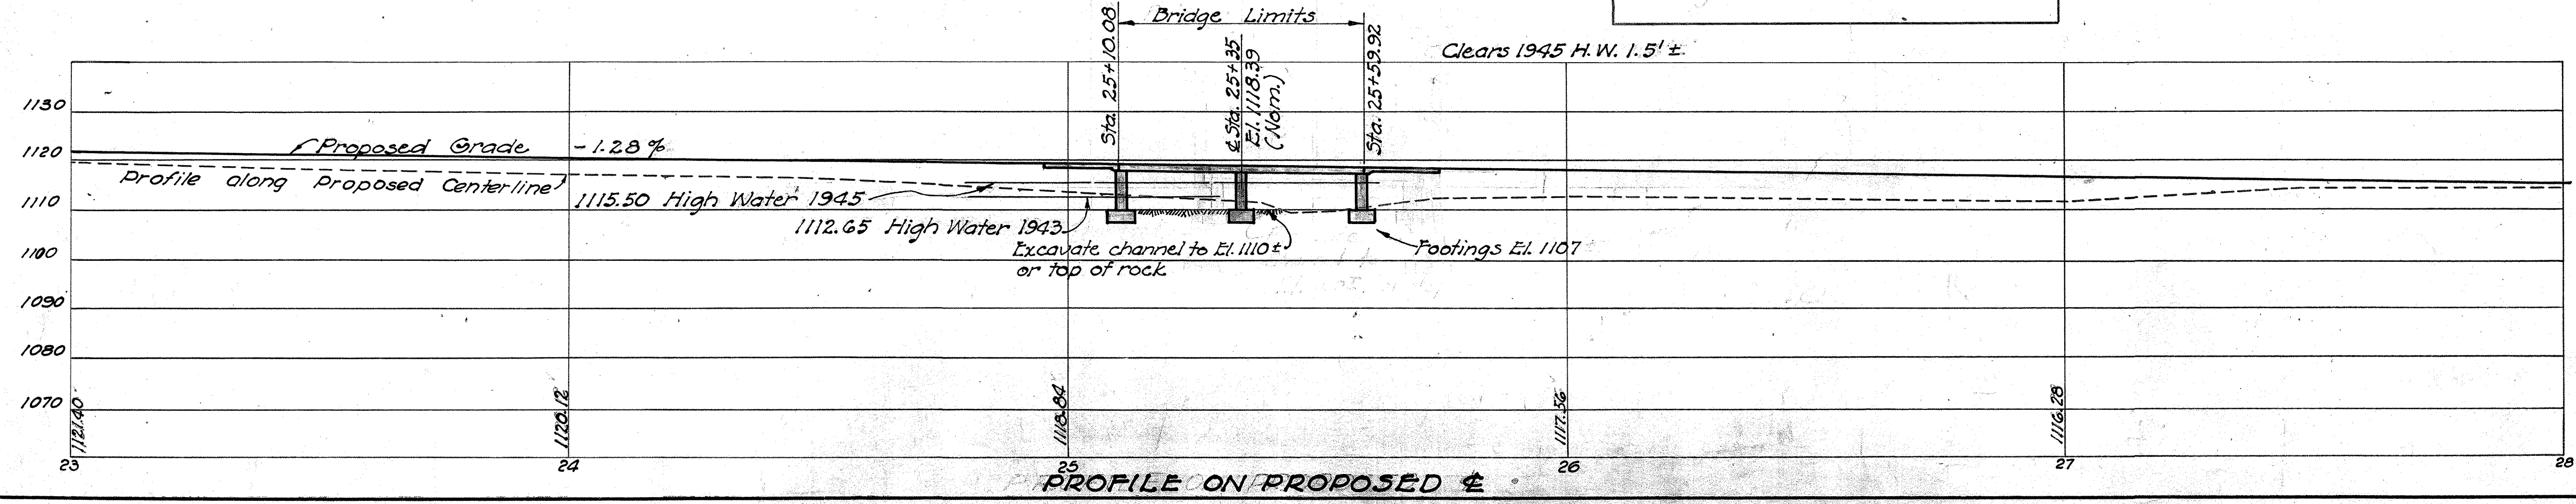 Bridge Limits
Sta. 25+10.08
℄ Sta. 25+35
El. 1118.39
(Nom.)
Sta. 25+59.92
Clears 1945 H.W. 1.5' ±
1130
1120
1110
1100
1090
1080
1070
Proposed Grade -1.28 %
Profile along Proposed Centerline
1115.50 High Water 1945
1112.65 High Water 1943
Excavate channel to El. 1110±
or top of rock
Footings El. 1107
1121.40
1120.12
1118.84
1117.56
1116.28
23 24 25 26 27 28
PROFILE ON PROPOSED ℄